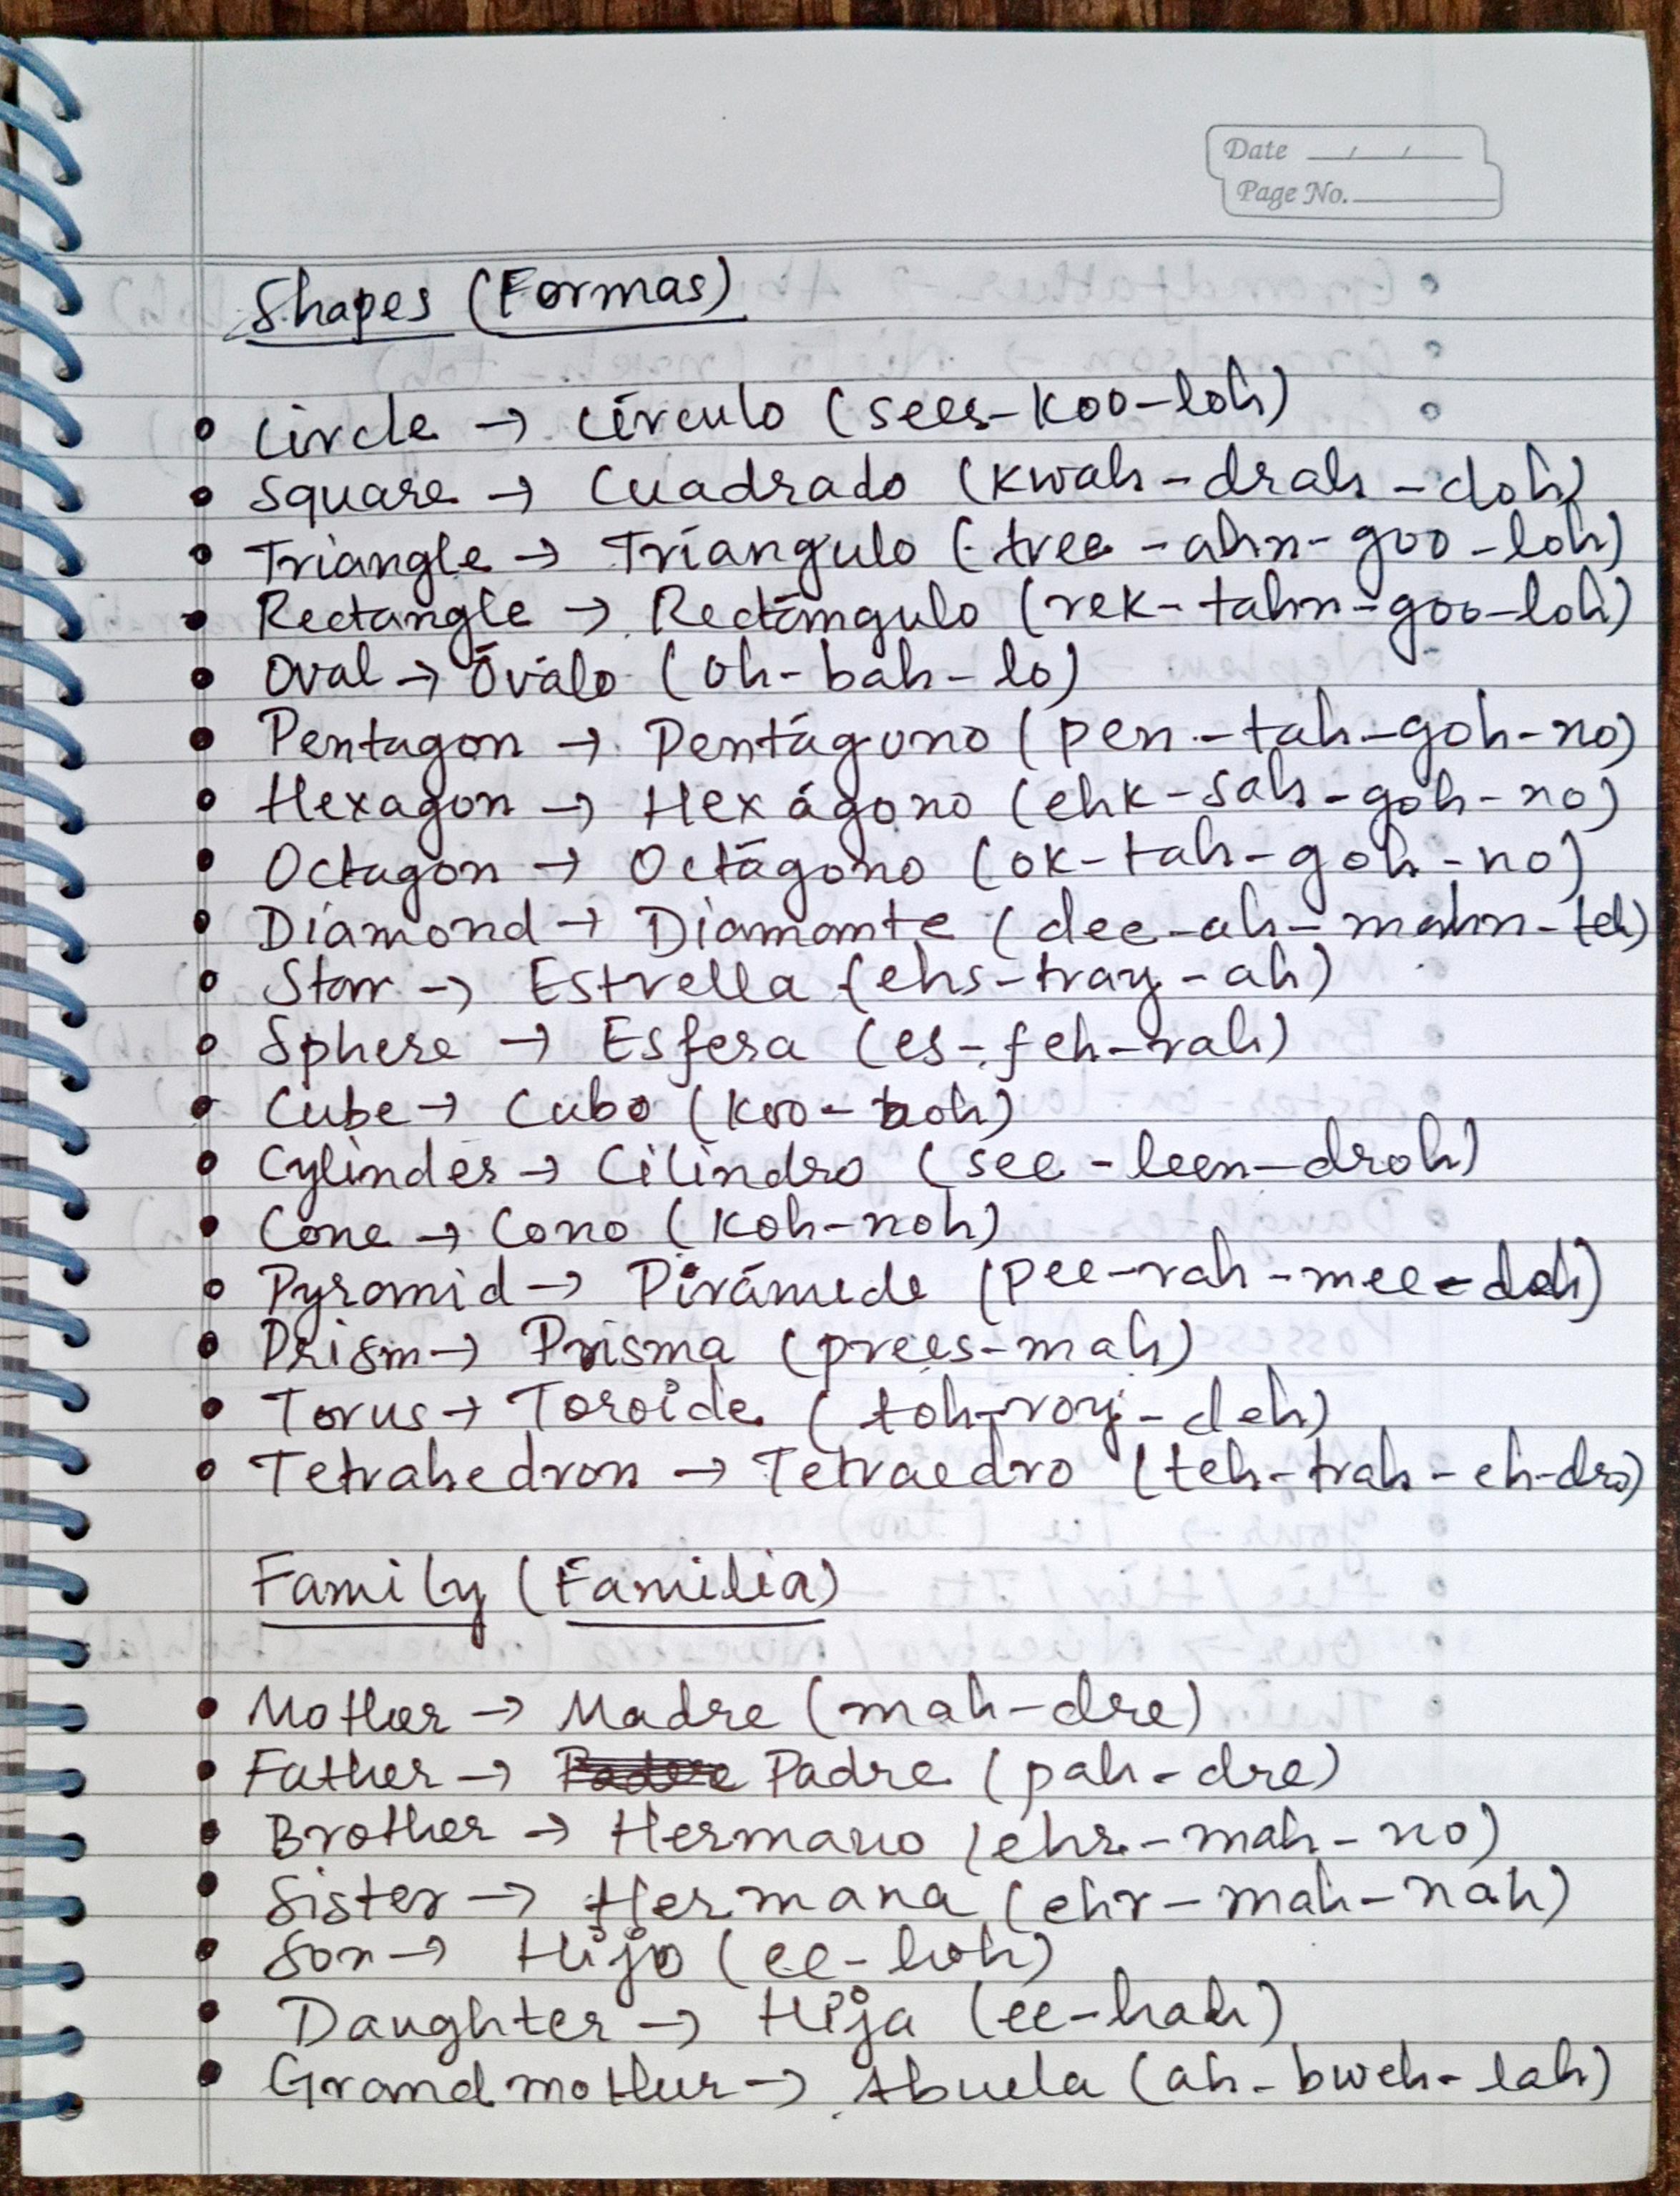 Date __/__/__
Page No.
Shapes (Formas)
• Circle → Círculo (sees-koo-loh)
• Square → Cuadrado (kwah-drah-doh)
• Triangle → Tríangulo (tree-ahn-goo-loh)
• Rectangle → Rectángulo (rek-tahn-goo-loh)
• Oval → Óvalo (oh-bah-lo)
• Pentagon → Pentágono (pen-tah-goh-no)
• Hexagon → Hexágono (ehk-sah-goh-no)
• Octagon → Octágono (ok-tah-goh-no)
• Diamond → Diamante (dee-ah-mahn-teh)
• Star → Estrella (ehs-tray-ah)
• Sphere → Esfera (es-feh-rah)
• Cube → Cubo (koo-boh)
• Cylinder → Cilindro (see-leen-droh)
• Cone → Cono (koh-noh)
• Pyramid → Pirámide (pee-rah-mee-deh)
• Prism → Prisma (prees-mah)
• Torus → Toroide (toh-roy-deh)
• Tetrahedron → Tetraedro (teh-trah-eh-dro)
Family (Familia)
• Mother → Madre (mah-dre)
• Father → Padre (pah-dre)
• Brother → Hermano (ehr-mah-no)
• Sister → Hermana (ehr-mah-nah)
• Son → Hijo (ee-hoh)
• Daughter → Hija (ee-hah)
• Grandmother → Abuela (ah-bweh-lah)